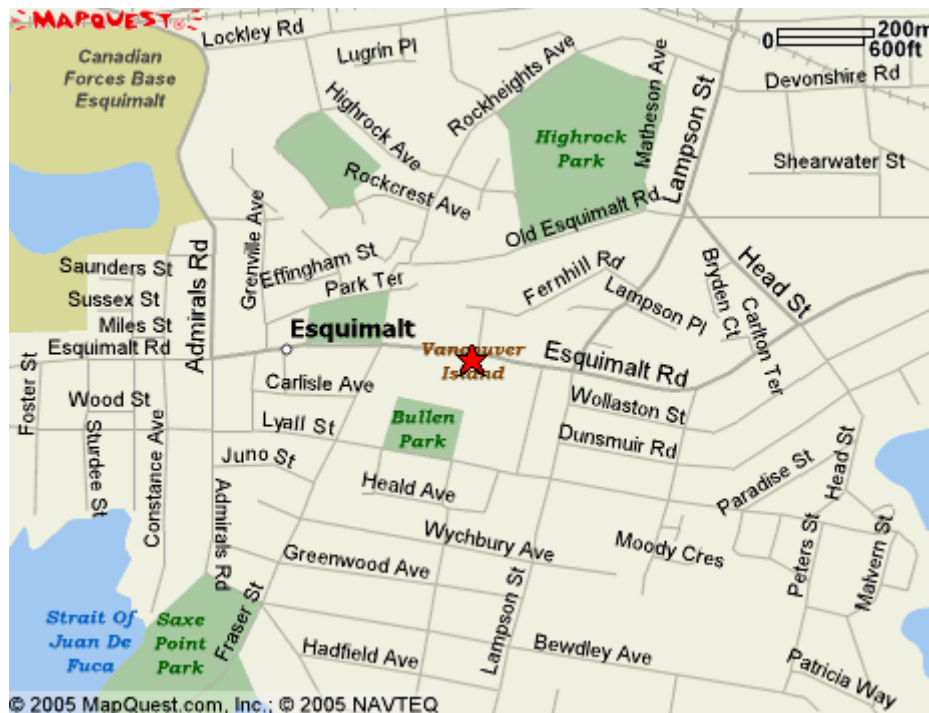 MAPQUEST
0 200m
600ft
Lockley Rd
Lugrin Pl
Canadian
Forces Base
Esquimalt
Rockheights Ave
Matheson Ave
Lampson St
Devonshire Rd
Highrock Ave
Highrock
Park
Shearwater St
Rockcrest Ave
Old Esquimalt Rd
Grenville Ave
Effingham St
Park Ter
Saunders St
Sussex St
Miles St
Esquimalt Rd
Admirals Rd
Fernhill Rd
Lampson Pl
Bryden Ct
Head St
Carlton Ter
Esquimalt
Vancouver
Island
Esquimalt Rd
Foster St
Wood St
Sturdee St
Constance Ave
Carlisle Ave
Lyall St
Juno St
Bullen
Park
Wollaston St
Dunsmuir Rd
Heald Ave
Paradise St
Head St
Admirals Rd
Wychbury Ave
Moody Cres
Peters St
Malvern St
Greenwood Ave
Lampson St
Strait Of
Juan De
Fuca
Saxe
Point
Park
Fraser St
Hadfield Ave
Bewdley Ave
Patricia Way
© 2005 MapQuest.com, Inc.; © 2005 NAVTEQ